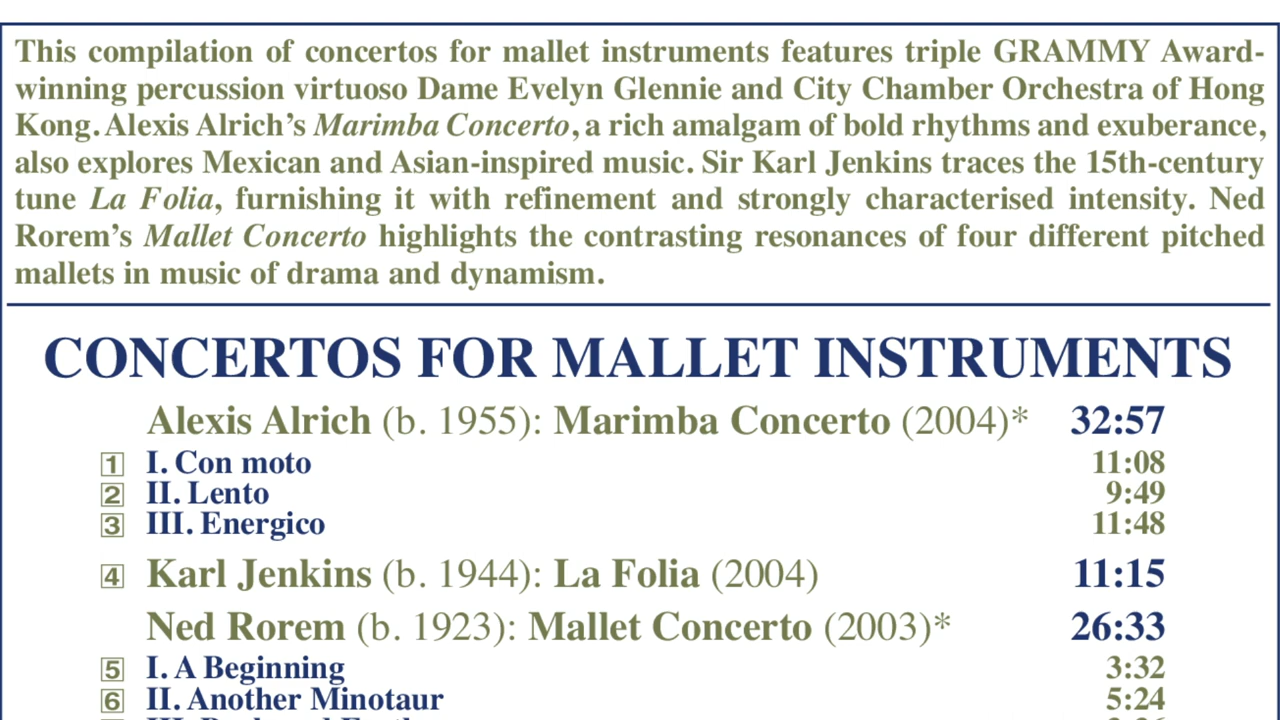 This compilation of concertos for mallet instruments features triple GRAMMY Award-
winning percussion virtuoso Dame Evelyn Glennie and City Chamber Orchestra of Hong
Kong. Alexis Alrich’s Marimba Concerto, a rich amalgam of bold rhythms and exuberance,
also explores Mexican and Asian-inspired music. Sir Karl Jenkins traces the 15th-century
tune La Folia, furnishing it with refinement and strongly characterised intensity. Ned
Rorem’s Mallet Concerto highlights the contrasting resonances of four different pitched
mallets in music of drama and dynamism.
CONCERTOS FOR MALLET INSTRUMENTS
Alexis Alrich (b. 1955): Marimba Concerto (2004)* 32:57
1 I. Con moto 11:08
2 II. Lento 9:49
3 III. Energico 11:48
4 Karl Jenkins (b. 1944): La Folia (2004) 11:15
Ned Rorem (b. 1923): Mallet Concerto (2003)* 26:33
5 I. A Beginning 3:32
6 II. Another Minotaur 5:24